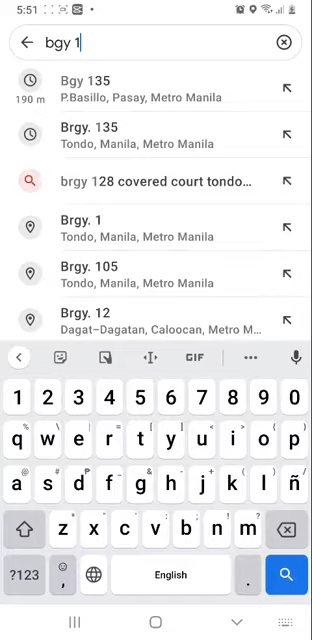 5:51
bgy 1
Bgy 135
190 m
P.Basillo, Pasay, Metro Manila
Brgy. 135
Tondo, Manila, Metro Manila
brgy 128 covered court tondo...
Brgy. 1
Tondo, Manila, Metro Manila
Brgy. 105
Tondo, Manila, Metro Manila
Brgy. 12
Dagat-Dagatan, Caloocan, Metro M...
GIF
1 2 3 4 5 6 7 8 9 0
q w e r t y u i o p
a s d f g h j k l ñ
z x c v b n m
?123 , English .